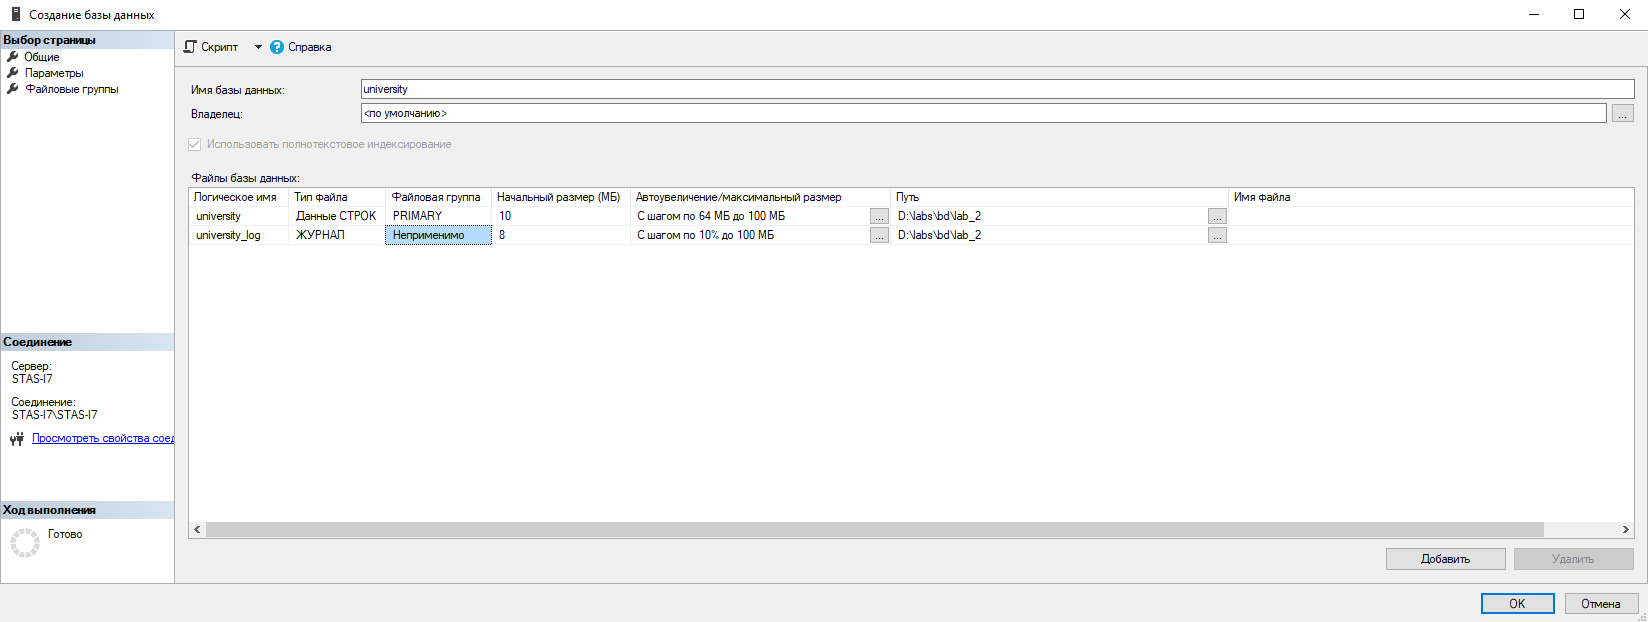 Создание базы данных
Выбор страницы
Общие
Параметры
Файловые группы
Скрипт
Справка
Имя базы данных:
university
Владелец:
<по умолчанию>
...
Использовать полнотекстовое индексирование
Файлы базы данных:
Логическое имя Тип файла Файловая группа Начальный размер (МБ) Автоувеличение/максимальный размер Путь Имя файла
university Данные СТРОК PRIMARY 10 С шагом по 64 МБ до 100 МБ ... D:\labs\bd\lab_2 ...
university_log ЖУРНАЛ Неприменимо 8 С шагом по 10% до 100 МБ ... D:\labs\bd\lab_2 ...
Соединение
Сервер:
STAS-I7
Соединение:
STAS-I7\STAS-I7
Просмотреть свойства соед
Ход выполнения
Готово
Добавить
Удалить
OK
Отмена